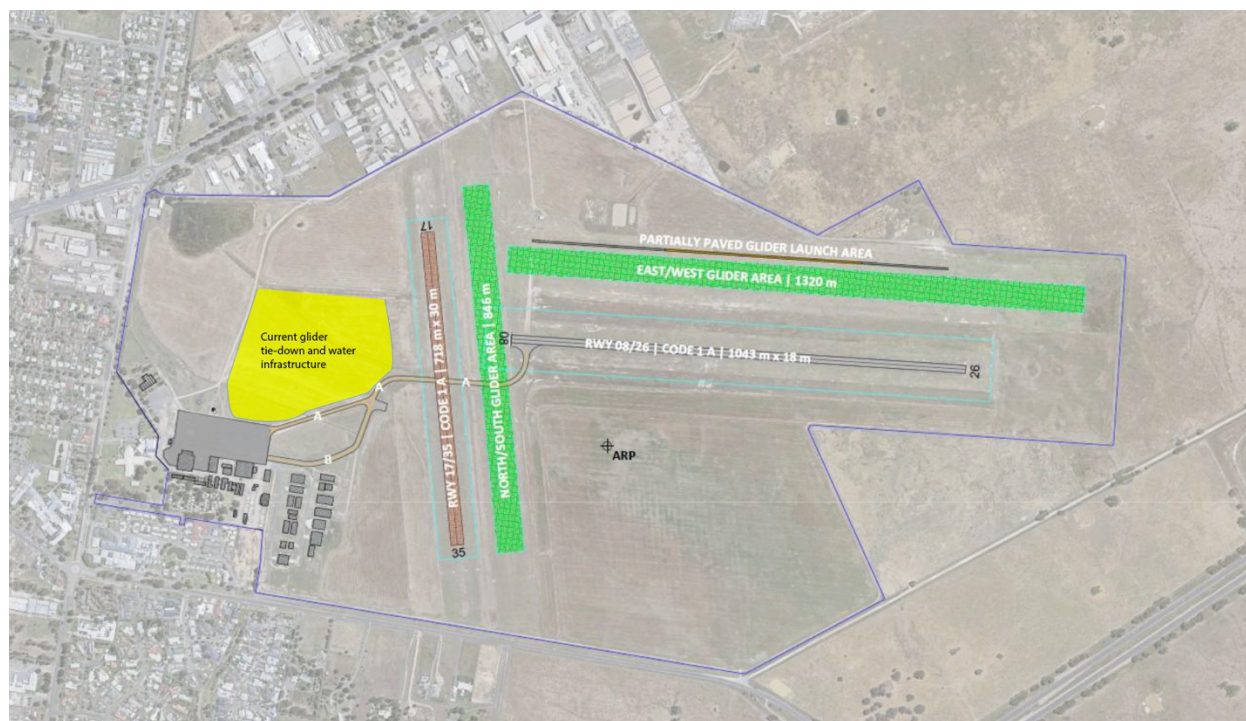 17
PARTIALLY PAVED GLIDER LAUNCH AREA
EAST/WEST GLIDER AREA | 1320 m
08
RWY 08/26 | CODE 1 A | 1043 m x 18 m
26
Current glider
tie-down and water
infrastructure
RWY 17/35 | CODE 1 A | 718 m x 30 m
NORTH/SOUTH GLIDER AREA | 846 m
A
A
A
B
ARP
35